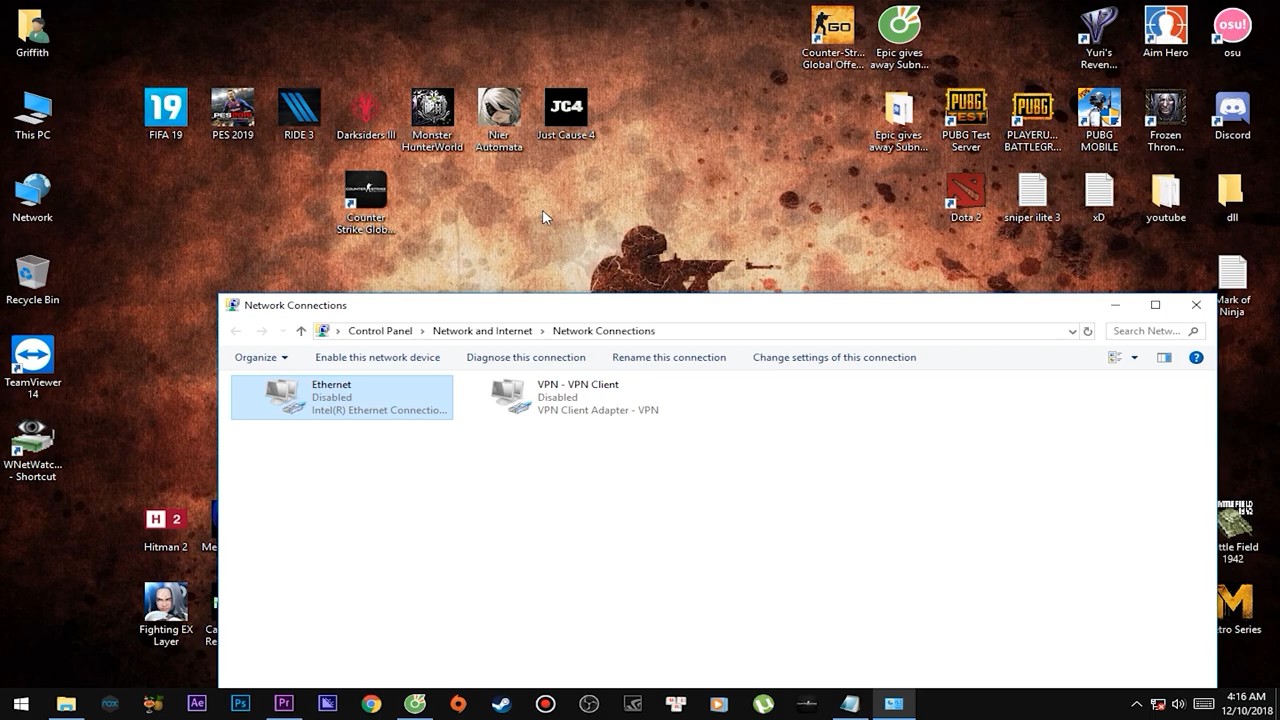 Griffith
This PC
Network
Recycle Bin
TeamViewer
14
WNetWatc...
- Shortcut
19
FIFA 19
PES 2019
RIDE 3
Darksiders III
Monster
HunterWorld
Nier
Automata
JC4
Just Cause 4
COUNTER STRIKE
Counter
Strike Glob...
GO
Counter-Str...
Global Offe...
Epic gives
away Subn...
Yuri's
Reven...
Aim Hero
osu!
osu
Epic gives
away Subn...
PUBG
TEST
PUBG Test
Server
PUBG
PLAYERU...
BATTLEGR...
PUBG
MOBILE
Frozen
Thron...
Discord
Dota 2
sniper ilite 3
xD
youtube
dll
Mark of
Ninja
Network Connections
Control Panel
Network and Internet
Network Connections
Search Netw...
Organize
Enable this network device
Diagnose this connection
Rename this connection
Change settings of this connection
Ethernet
Disabled
Intel(R) Ethernet Connectio...
VPN - VPN Client
Disabled
VPN Client Adapter - VPN
H 2
Hitman 2
Me
Fighting EX
Layer
Ca
Re
ttle Field
1942
M
tro Series
nox
Ae
Ps
Pr
4:16 AM
12/10/2018